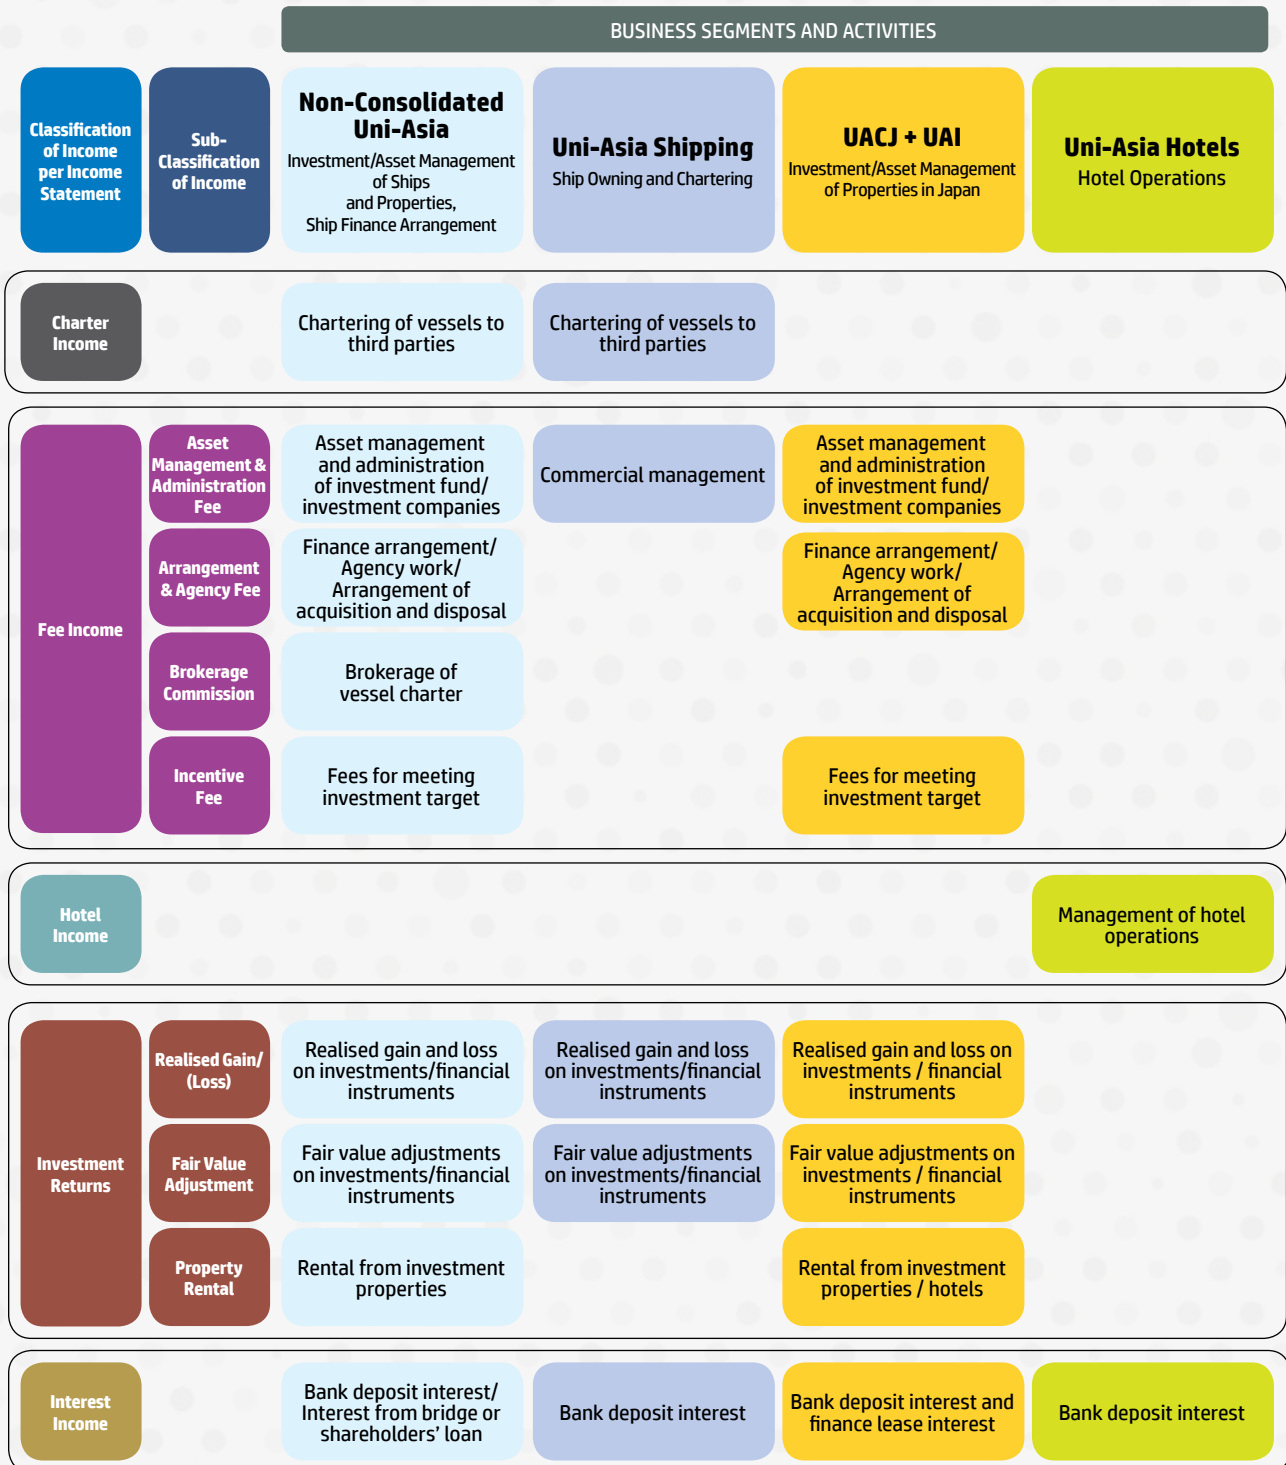 BUSINESS SEGMENTS AND ACTIVITIES
Classification
of Income
per Income
Statement
Sub-
Classification
of Income
Non-Consolidated
Uni-Asia
Investment/Asset Management
of Ships
and Properties,
Ship Finance Arrangement
Uni-Asia Shipping
Ship Owning and Chartering
UACJ + UAI
Investment/Asset Management
of Properties in Japan
Uni-Asia Hotels
Hotel Operations
Charter
Income
Chartering of vessels to
third parties
Chartering of vessels to
third parties
Fee Income
Asset
Management &
Administration
Fee
Asset management
and administration
of investment fund/
investment companies
Commercial management
Asset management
and administration
of investment fund/
investment companies
Arrangement
& Agency Fee
Finance arrangement/
Agency work/
Arrangement of
acquisition and disposal
Finance arrangement/
Agency work/
Arrangement of
acquisition and disposal
Brokerage
Commission
Brokerage of
vessel charter
Incentive
Fee
Fees for meeting
investment target
Fees for meeting
investment target
Hotel
Income
Management of hotel
operations
Investment
Returns
Realised Gain/
(Loss)
Realised gain and loss
on investments/financial
instruments
Realised gain and loss
on investments/financial
instruments
Realised gain and loss on
investments / financial
instruments
Fair Value
Adjustment
Fair value adjustments
on investments/financial
instruments
Fair value adjustments
on investments/financial
instruments
Fair value adjustments on
investments / financial
instruments
Property
Rental
Rental from investment
properties
Rental from investment
properties / hotels
Interest
Income
Bank deposit interest/
Interest from bridge or
shareholders’ loan
Bank deposit interest
Bank deposit interest and
finance lease interest
Bank deposit interest